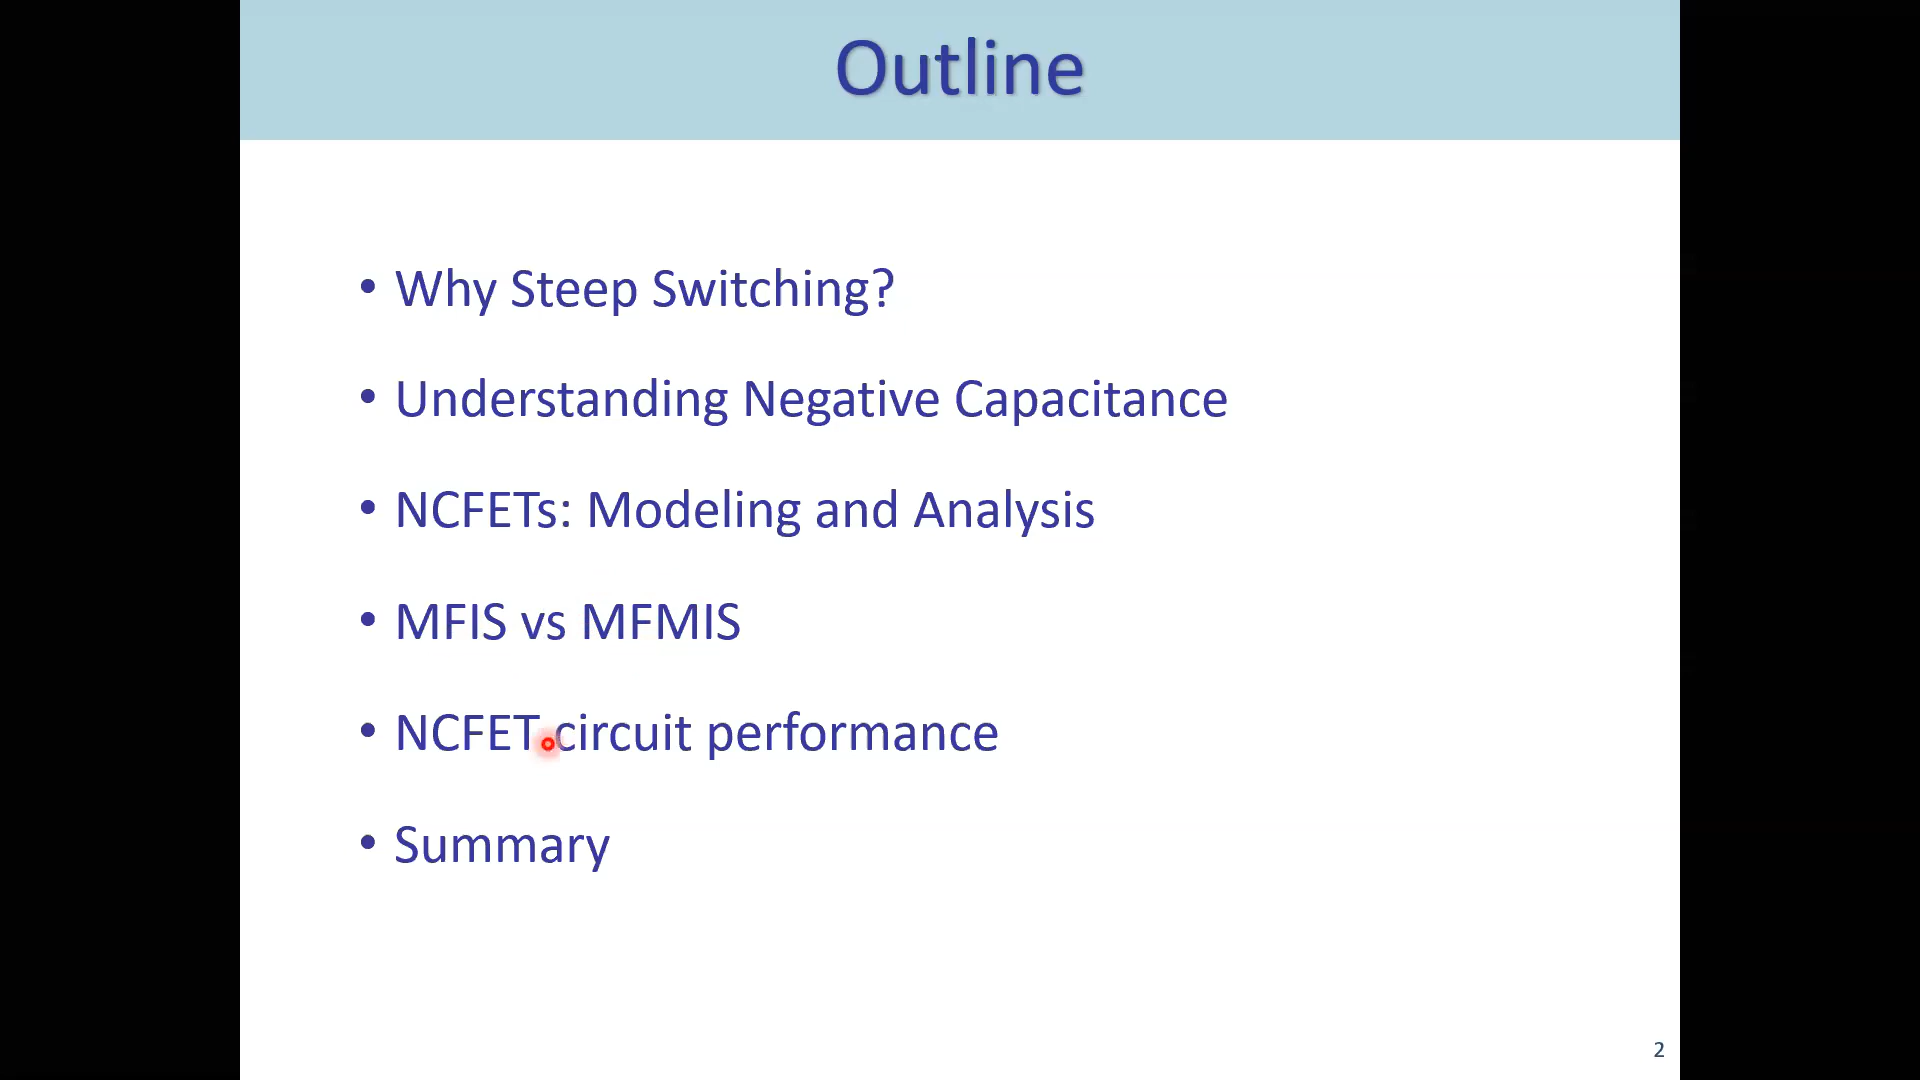 Outline
• Why Steep Switching?
• Understanding Negative Capacitance
• NCFETs: Modeling and Analysis
• MFIS vs MFMIS
• NCFET circuit performance
• Summary
2